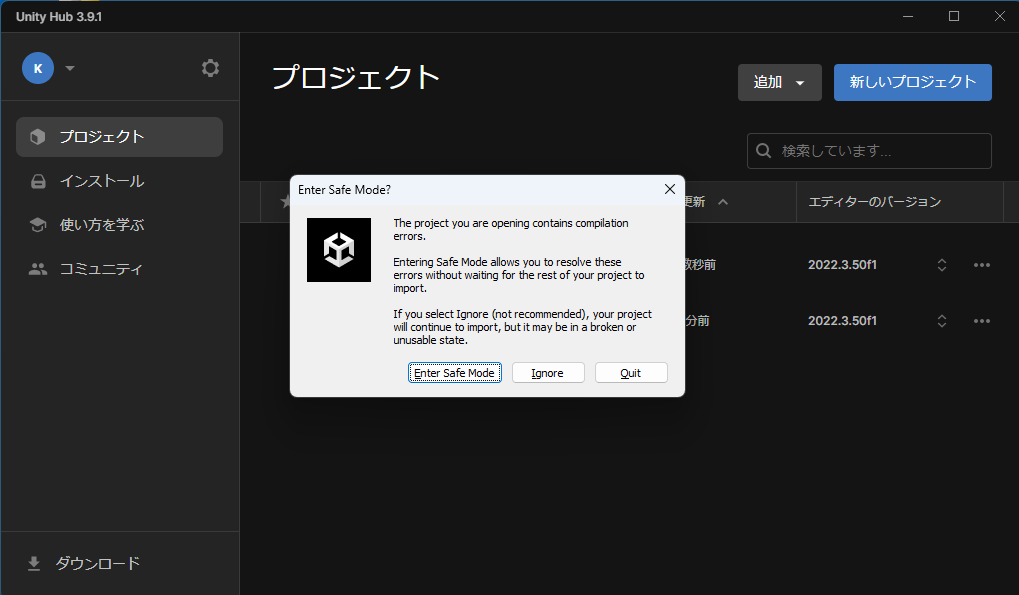 Unity Hub 3.9.1
K
プロジェクト
追加
新しいプロジェクト
プロジェクト
インストール
使い方を学ぶ
コミュニティ
ダウンロード
検索しています...
更新
エディターのバージョン
数秒前
2022.3.50f1
分前
2022.3.50f1
Enter Safe Mode?
The project you are opening contains compilation
errors.
Entering Safe Mode allows you to resolve these
errors without waiting for the rest of your project to
import.
If you select Ignore (not recommended), your project
will continue to import, but it may be in a broken or
unusable state.
Enter Safe Mode
Ignore
Quit